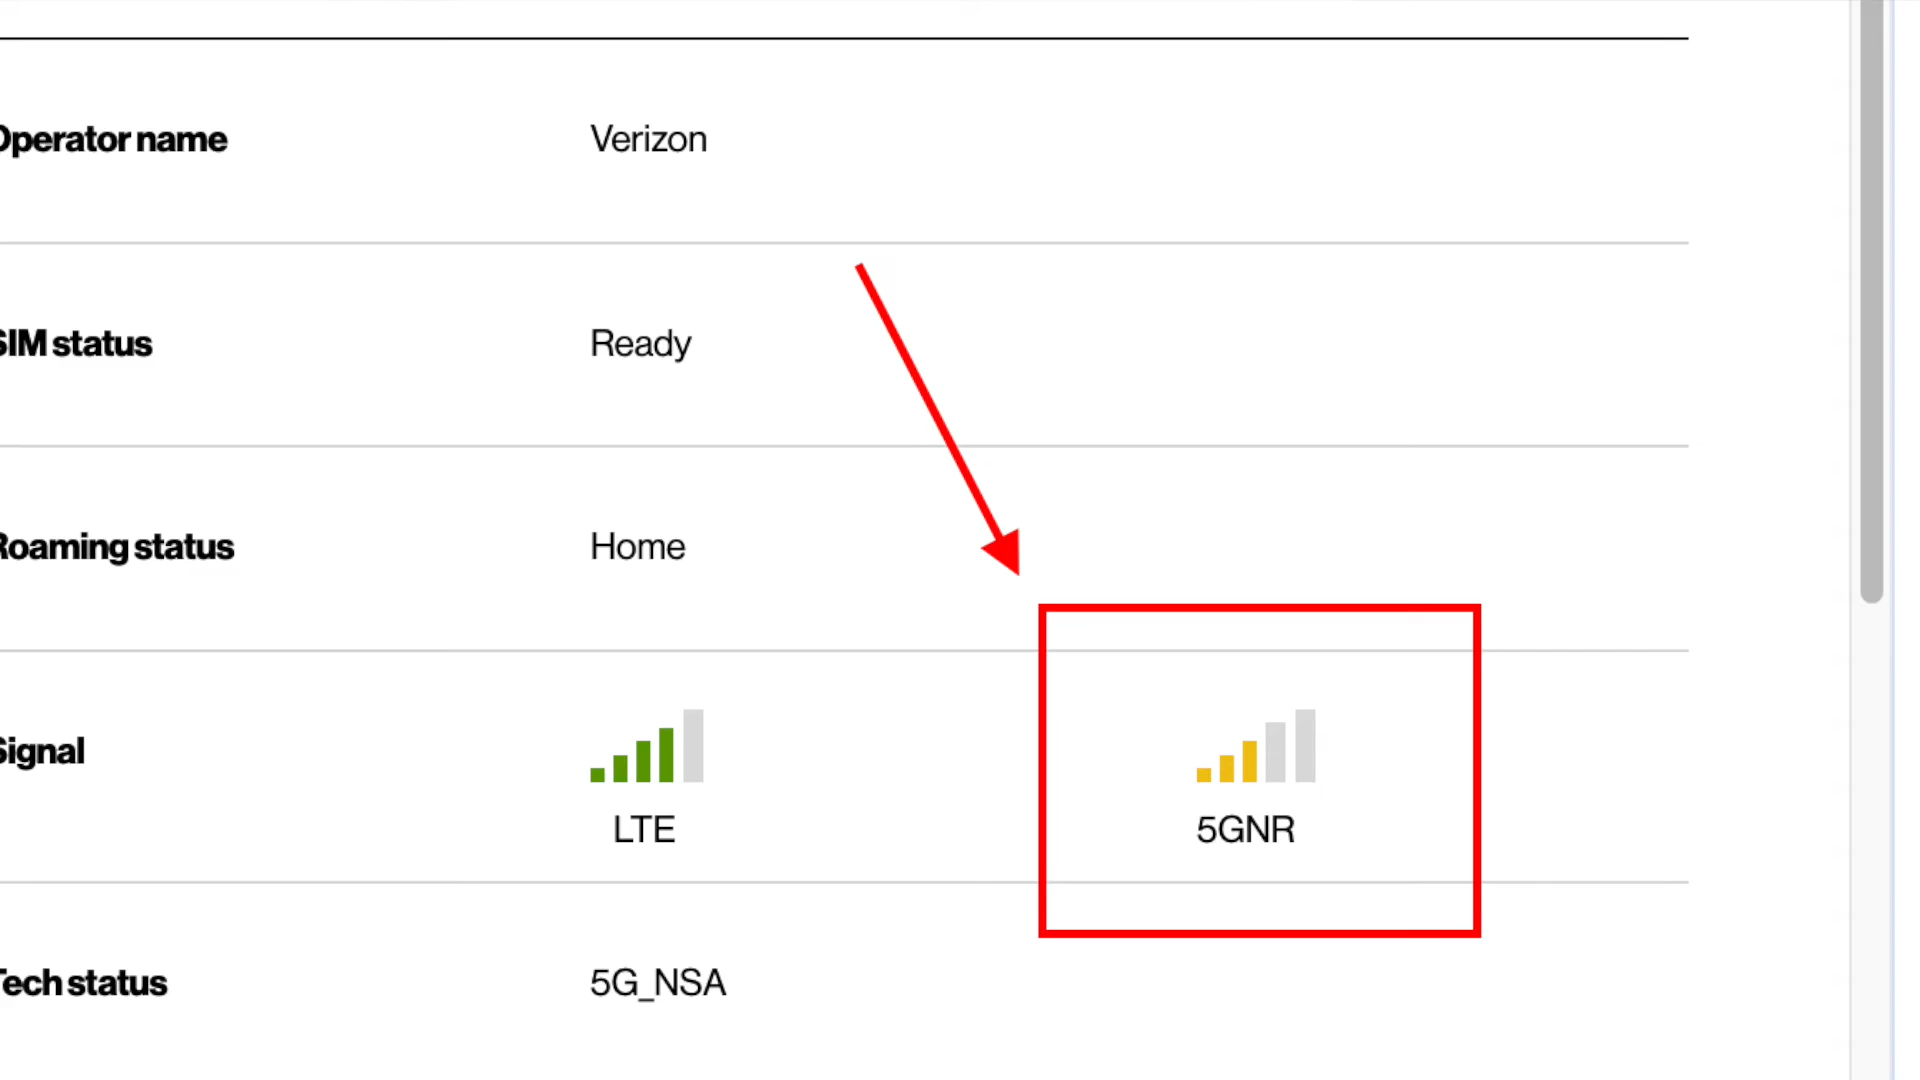 Operator name
Verizon
SIM status
Ready
Roaming status
Home
Signal
LTE
5GNR
Tech status
5G_NSA